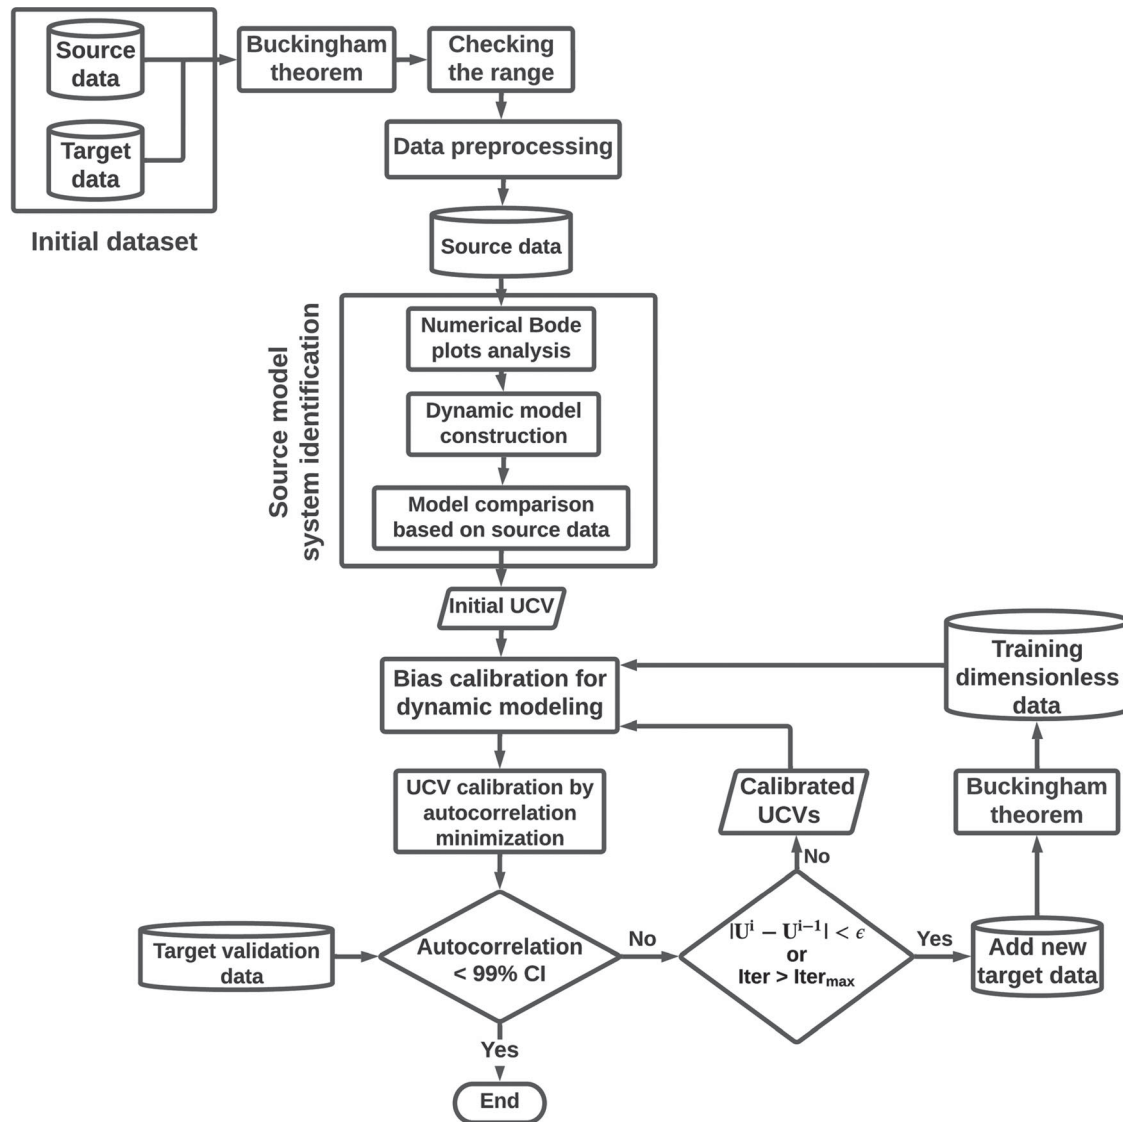 Source
data
Buckingham
theorem
Checking
the range
Target
data
Initial dataset
Data preprocessing
Source data
Source model
system identification
Numerical Bode
plots analysis
Dynamic model
construction
Model comparison
based on source data
Initial UCV
Bias calibration for
dynamic modeling
Training
dimensionless
data
UCV calibration by
autocorrelation
minimization
Calibrated
UCVs
Buckingham
theorem
No
Target validation
data
Autocorrelation
< 99% CI
No
|Uⁱ − Uⁱ⁻¹| < ϵ
or
Iter > Iterₘₐₓ
Yes
Add new
target data
Yes
End